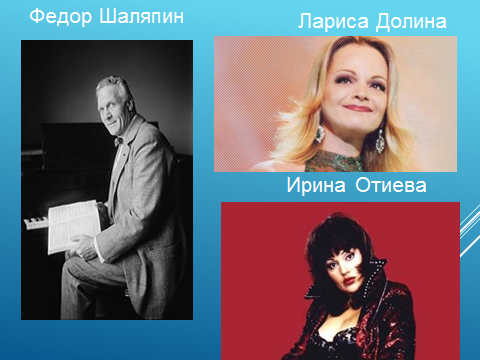 Федор Шаляпин
Лариса Долина
Ирина Отиева